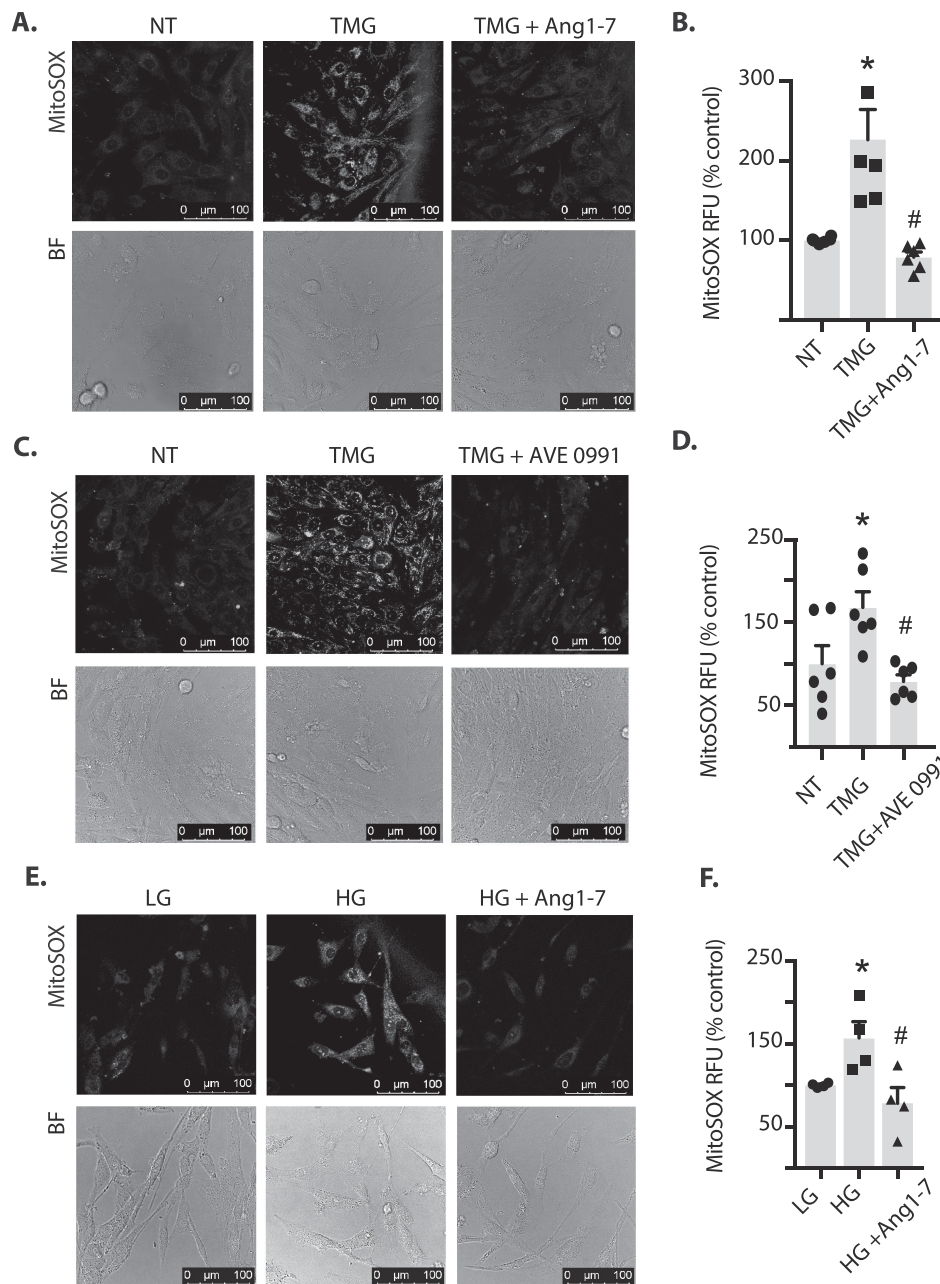 A.
NT
TMG
TMG + Ang1-7
MitoSOX
0 µm 100
0 µm 100
0 µm 100
BF
0 µm 100
0 µm 100
0 µm 100
B.
MitoSOX RFU (% control)
300
200
100
*
#
NT
TMG
TMG+Ang1-7
C.
NT
TMG
TMG + AVE 0991
MitoSOX
0 µm 100
0 µm 100
0 µm 100
BF
0 µm 100
0 µm 100
0 µm 100
D.
MitoSOX RFU (% control)
250
150
50
*
#
NT
TMG
TMG+AVE 0991
E.
LG
HG
HG + Ang1-7
MitoSOX
0 µm 100
0 µm 100
0 µm 100
BF
0 µm 100
0 µm 100
0 µm 100
F.
MitoSOX RFU (% control)
250
150
50
*
#
LG
HG
HG +Ang1-7